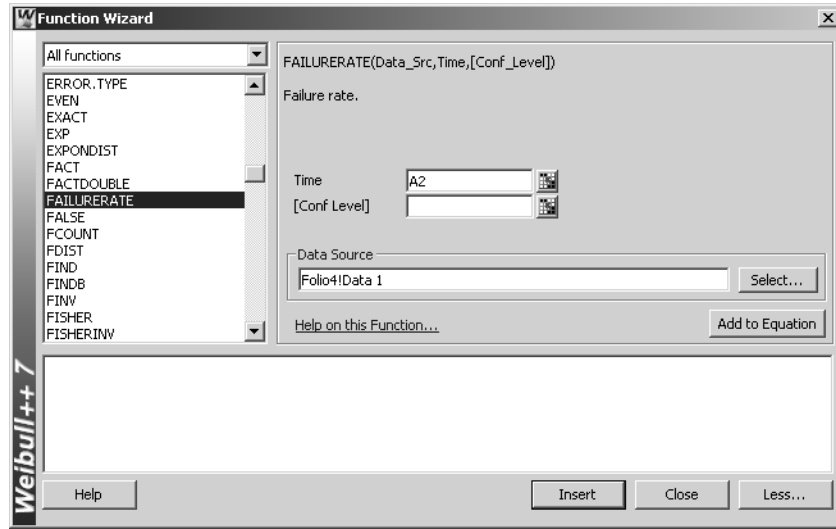 Function Wizard
All functions
ERROR.TYPE
EVEN
EXACT
EXP
EXPONDIST
FACT
FACTDOUBLE
FAILURERATE
FALSE
FCOUNT
FDIST
FIND
FINDB
FINV
FISHER
FISHERINV
FAILURERATE(Data_Src,Time,[Conf_Level])
Failure rate.
Time
A2
[Conf Level]
Data Source
Folio4!Data 1
Select...
Help on this Function...
Add to Equation
Weibull++ 7
Help
Insert
Close
Less...